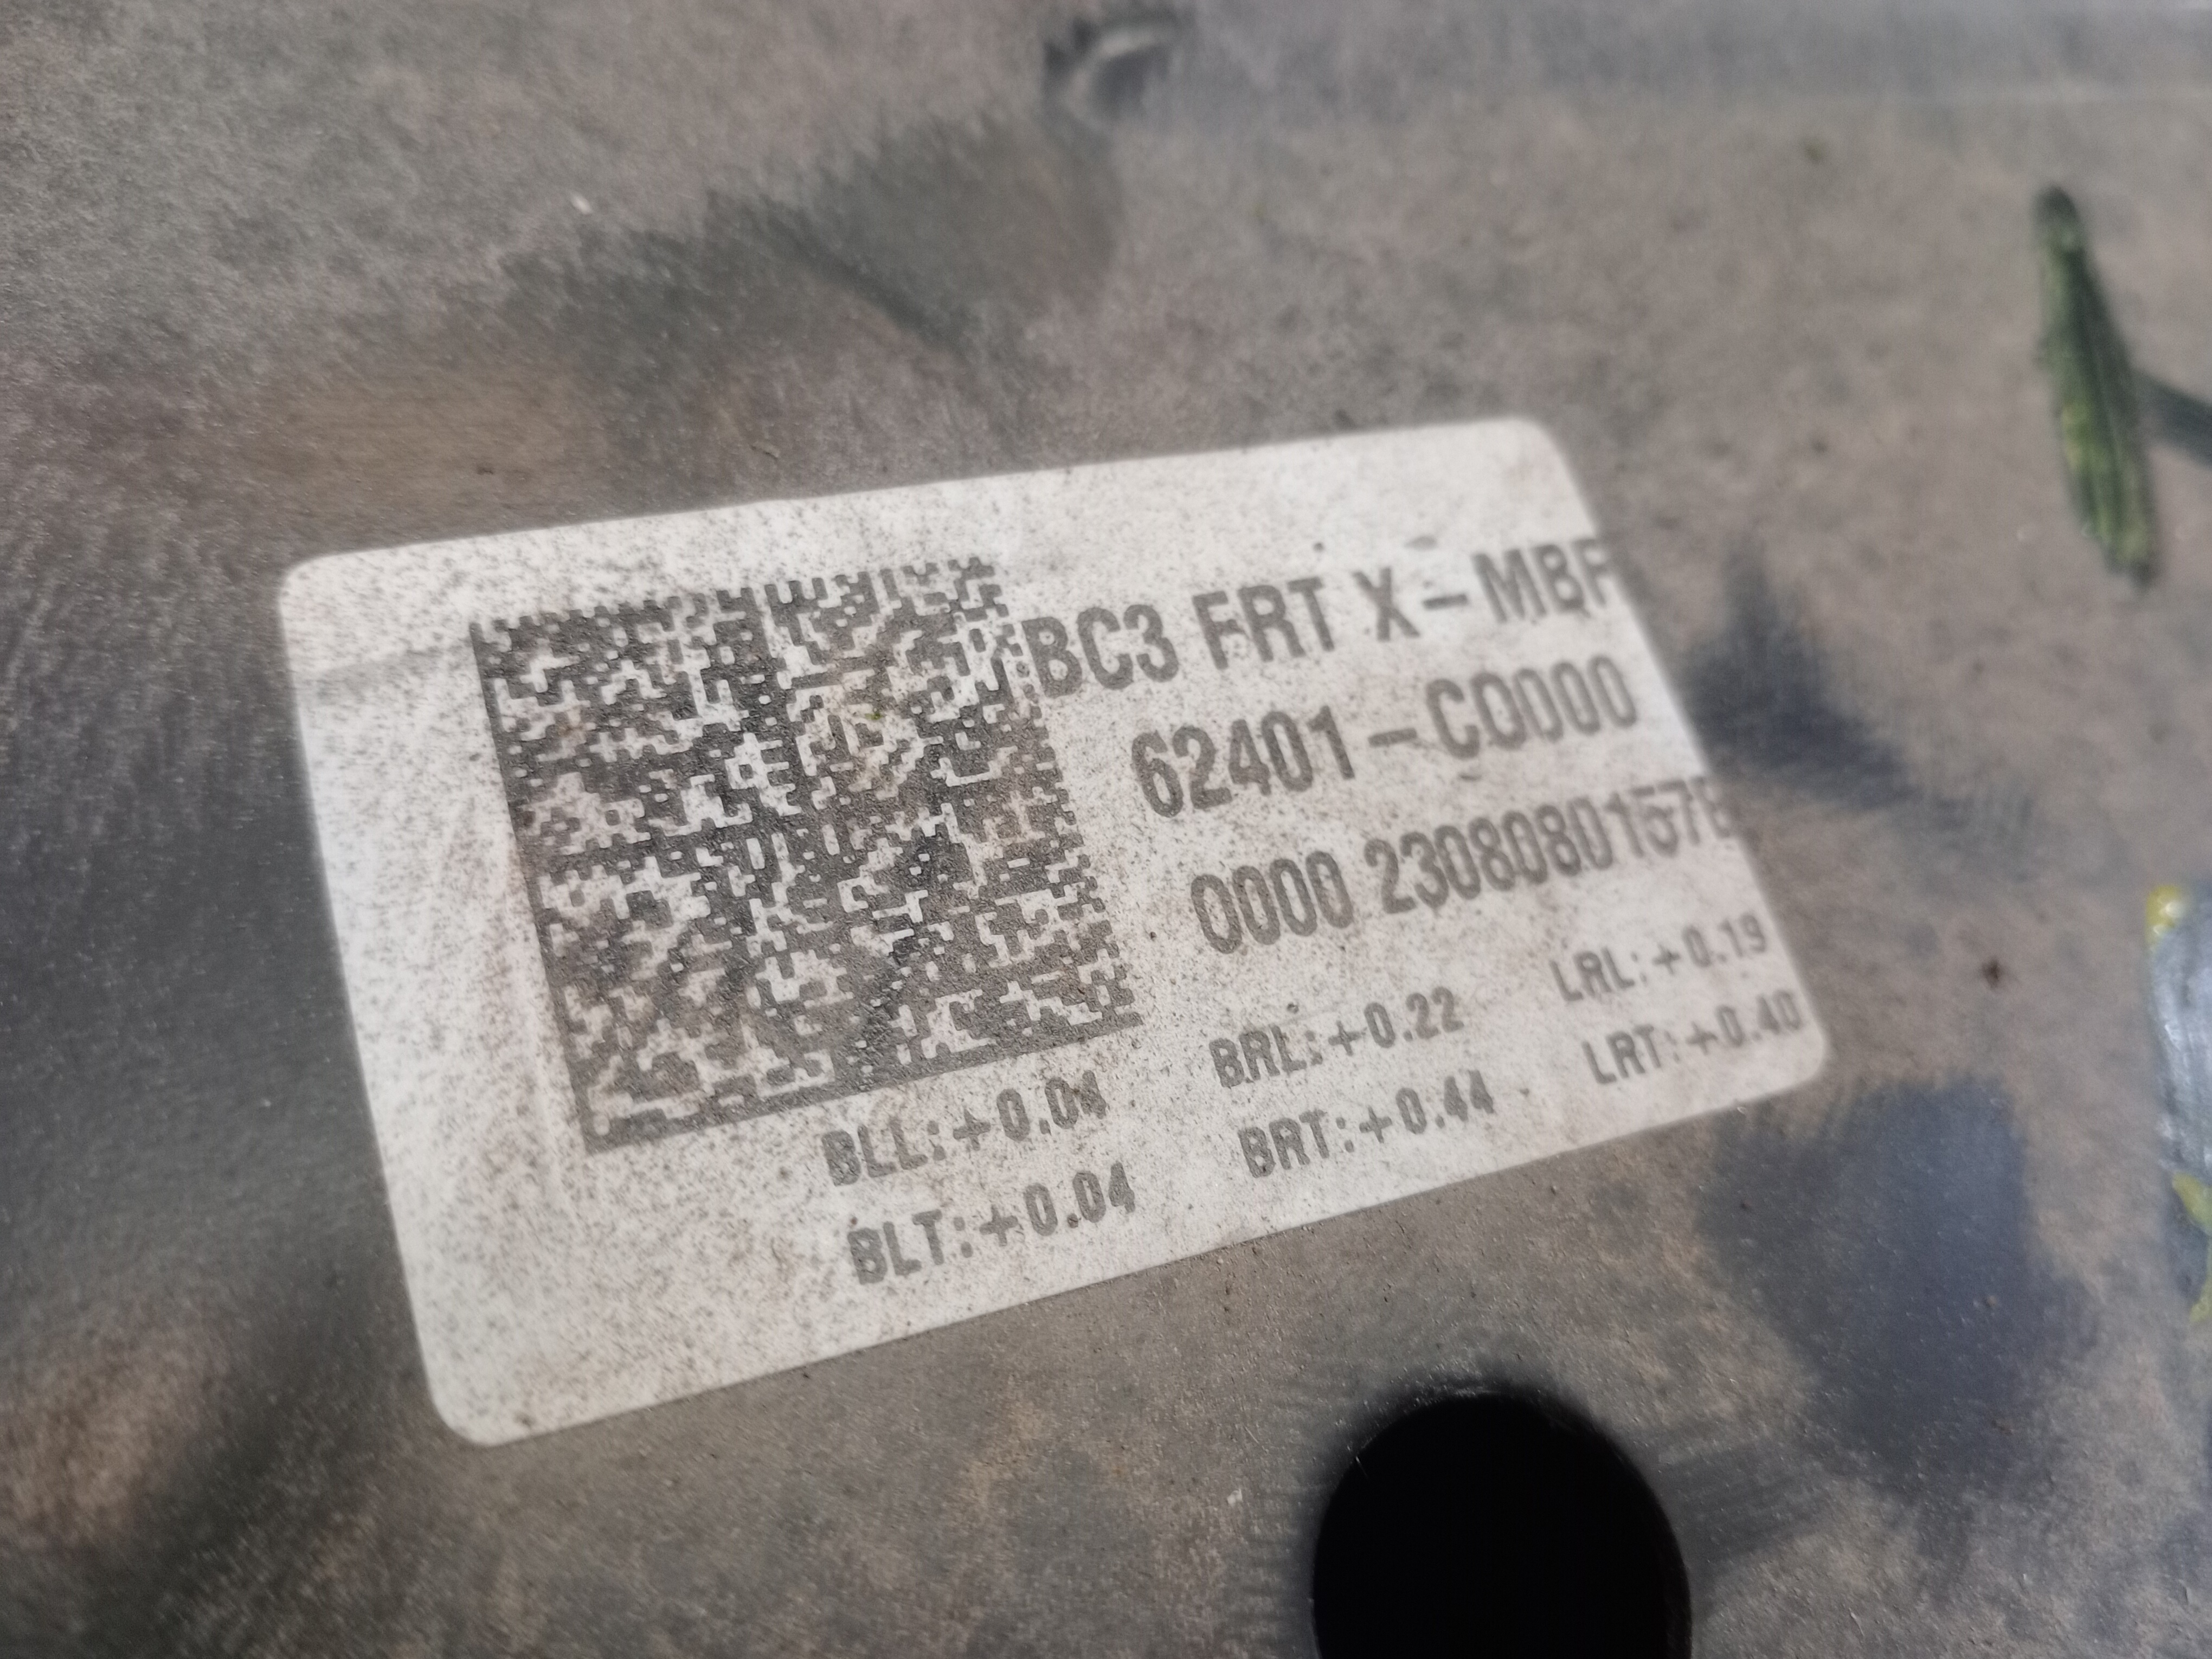 BC3 FRT X-MBR
62401-C0000
0000 2308080157B
LRL:+0.19
BRL:+0.22
LRT:+0.40
BLL:+0.04
BRT:+0.44
BLT:+0.04